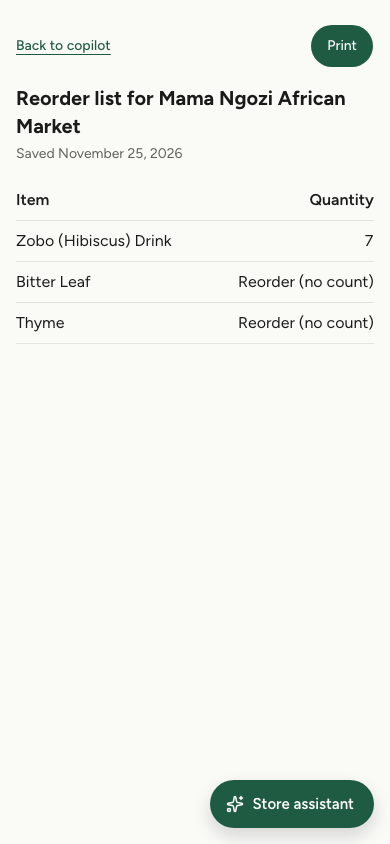 Back to copilot
Print
Reorder list for Mama Ngozi African
Market
Saved November 25, 2026
Item Quantity
Zobo (Hibiscus) Drink 7
Bitter Leaf Reorder (no count)
Thyme Reorder (no count)
Store assistant